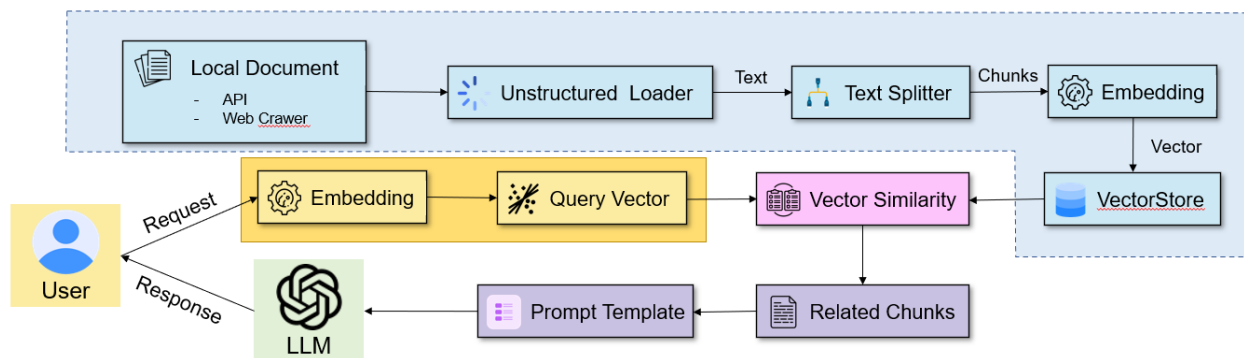 Local Document
- API
- Web Crawer
Unstructured Loader
Text
Text Splitter
Chunks
Embedding
Vector
VectorStore
Request
Embedding
Query Vector
Vector Similarity
User
Response
LLM
Prompt Template
Related Chunks